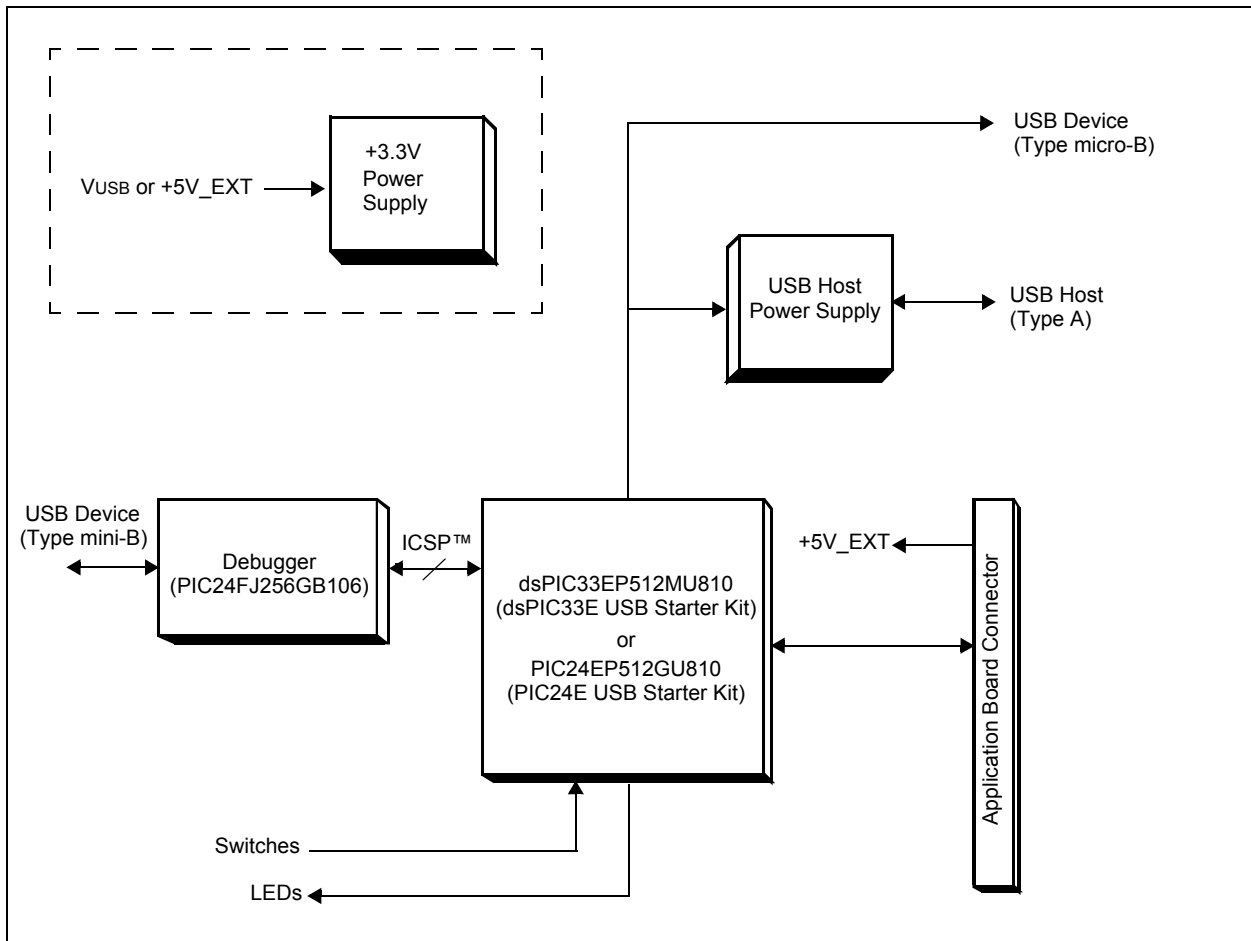 +3.3V
Power
Supply
VUSB or +5V_EXT
USB Device
(Type micro-B)
USB Host
Power Supply
USB Host
(Type A)
USB Device
(Type mini-B)
Debugger
(PIC24FJ256GB106)
ICSP™
dsPIC33EP512MU810
(dsPIC33E USB Starter Kit)
or
PIC24EP512GU810
(PIC24E USB Starter Kit)
+5V_EXT
Application Board Connector
Switches
LEDs